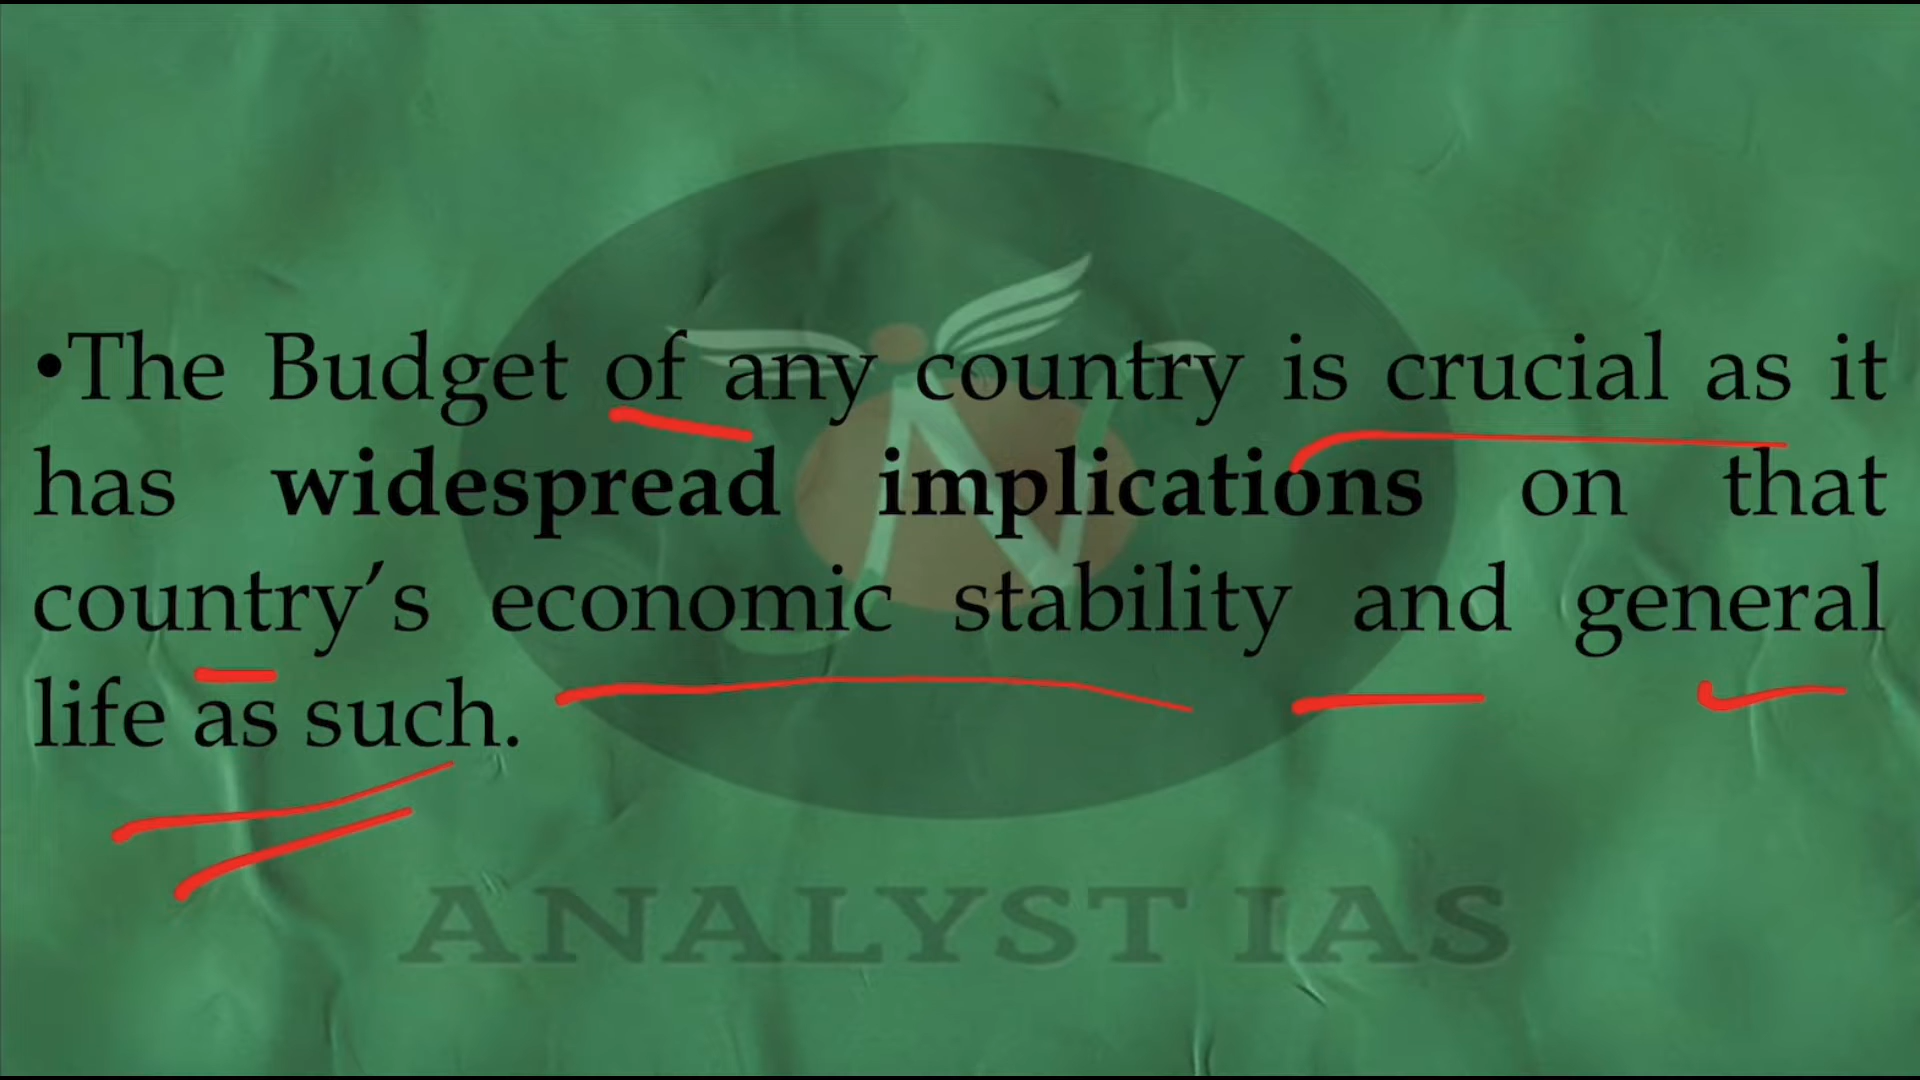 •The Budget of any country is crucial as it
has widespread implications on that
country’s economic stability and general
life as such.
ANALYST IAS